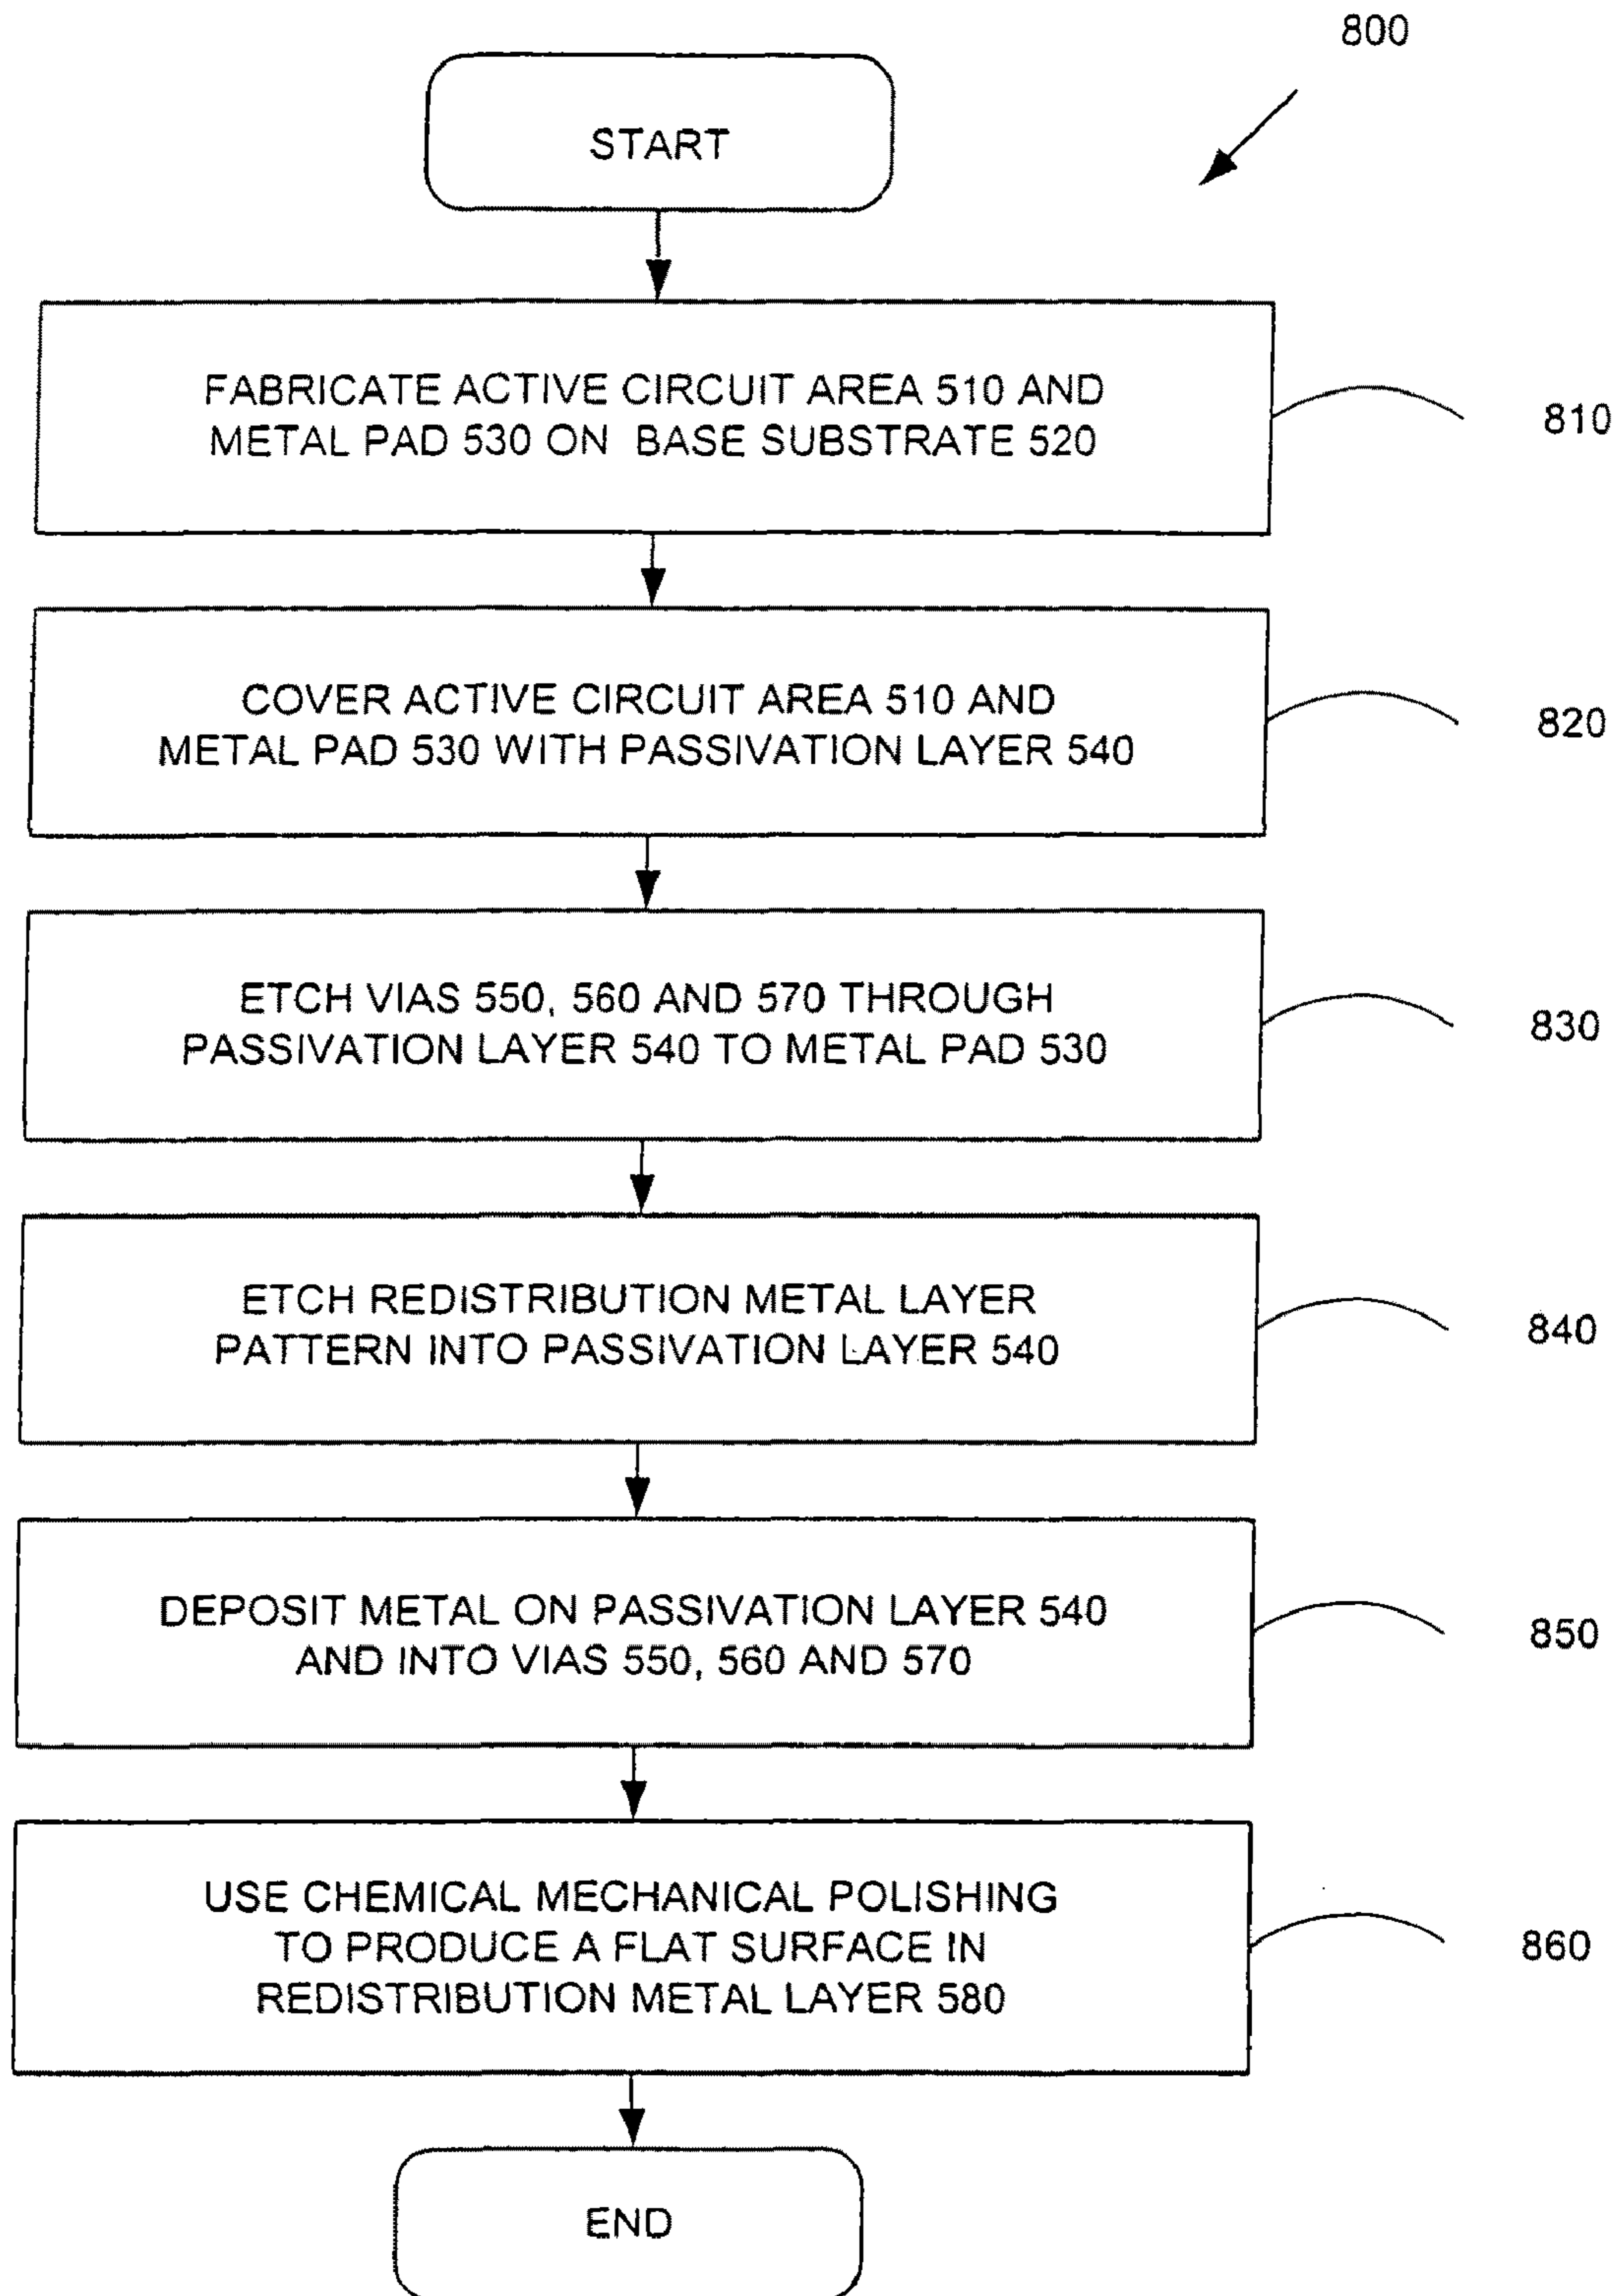 800
START
FABRICATE ACTIVE CIRCUIT AREA 510 AND
METAL PAD 530 ON BASE SUBSTRATE 520
810
COVER ACTIVE CIRCUIT AREA 510 AND
METAL PAD 530 WITH PASSIVATION LAYER 540
820
ETCH VIAS 550, 560 AND 570 THROUGH
PASSIVATION LAYER 540 TO METAL PAD 530
830
ETCH REDISTRIBUTION METAL LAYER
PATTERN INTO PASSIVATION LAYER 540
840
DEPOSIT METAL ON PASSIVATION LAYER 540
AND INTO VIAS 550, 560 AND 570
850
USE CHEMICAL MECHANICAL POLISHING
TO PRODUCE A FLAT SURFACE IN
REDISTRIBUTION METAL LAYER 580
860
END